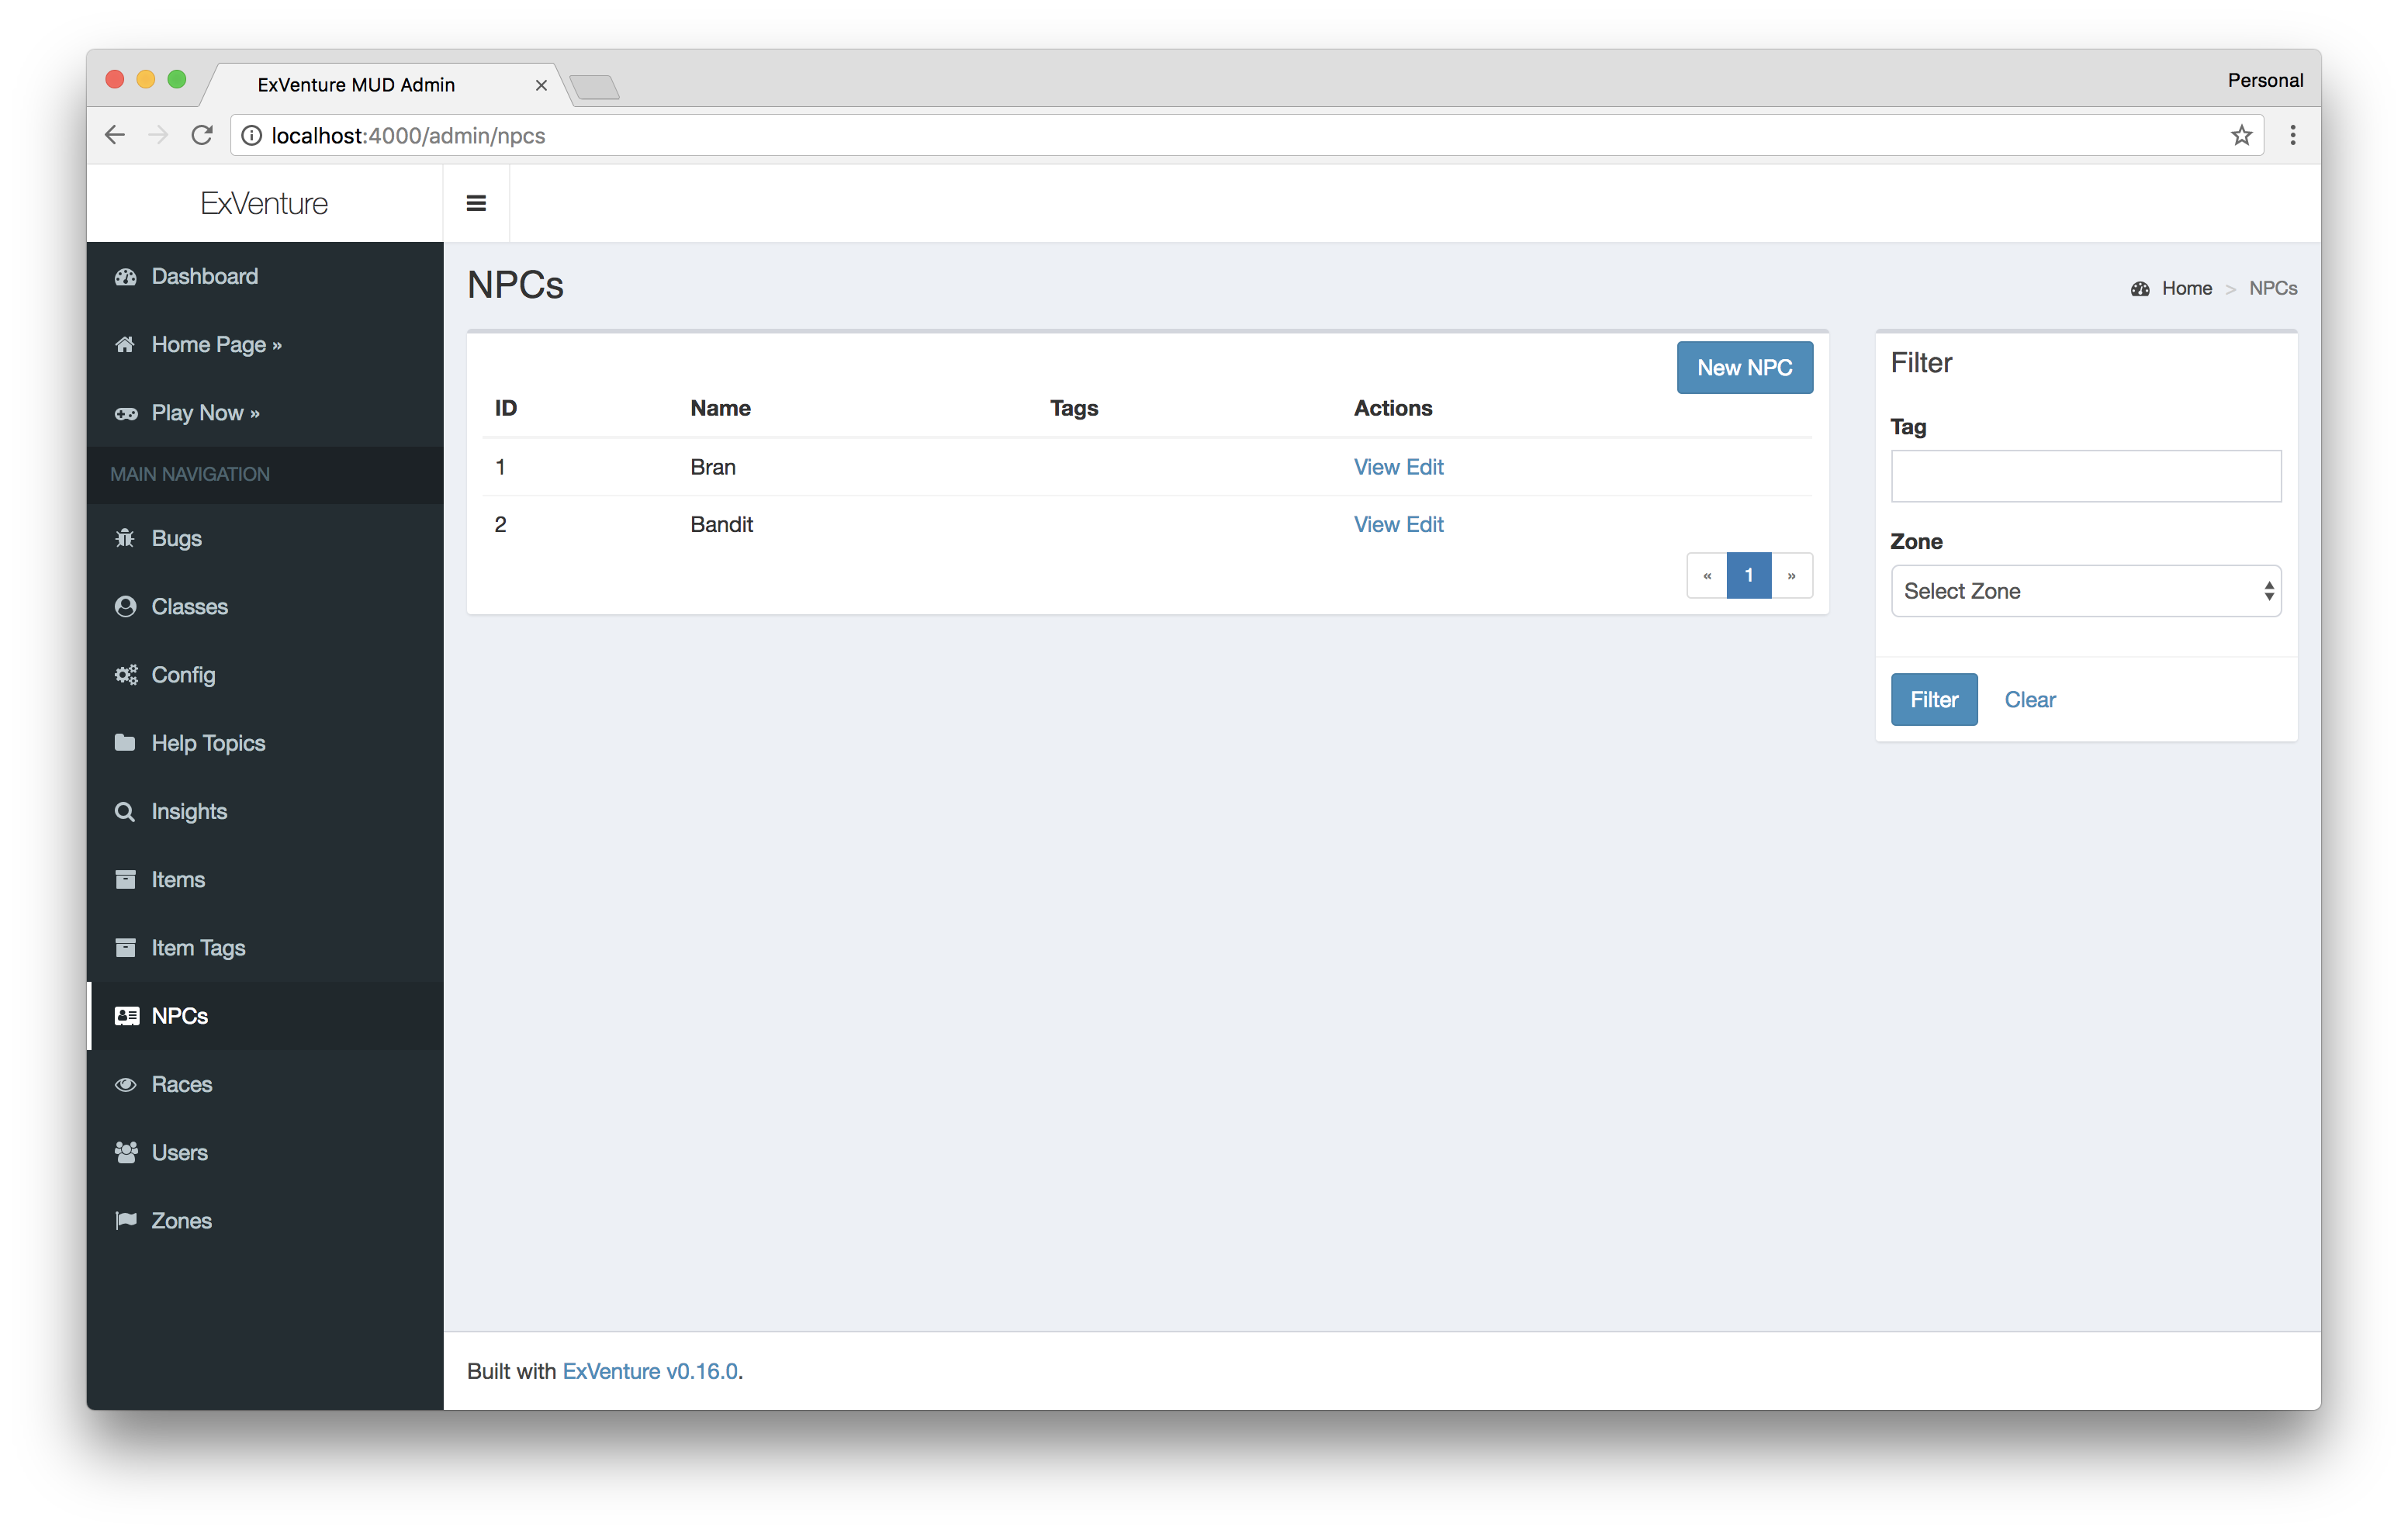 ExVenture MUD Admin
Personal
localhost:4000/admin/npcs
ExVenture
Dashboard
Home Page »
Play Now »
MAIN NAVIGATION
Bugs
Classes
Config
Help Topics
Insights
Items
Item Tags
NPCs
Races
Users
Zones
NPCs
Home > NPCs
New NPC
ID Name Tags Actions
1 Bran View Edit
2 Bandit View Edit
« 1 »
Filter
Tag
Zone
Select Zone
Filter Clear
Built with ExVenture v0.16.0.